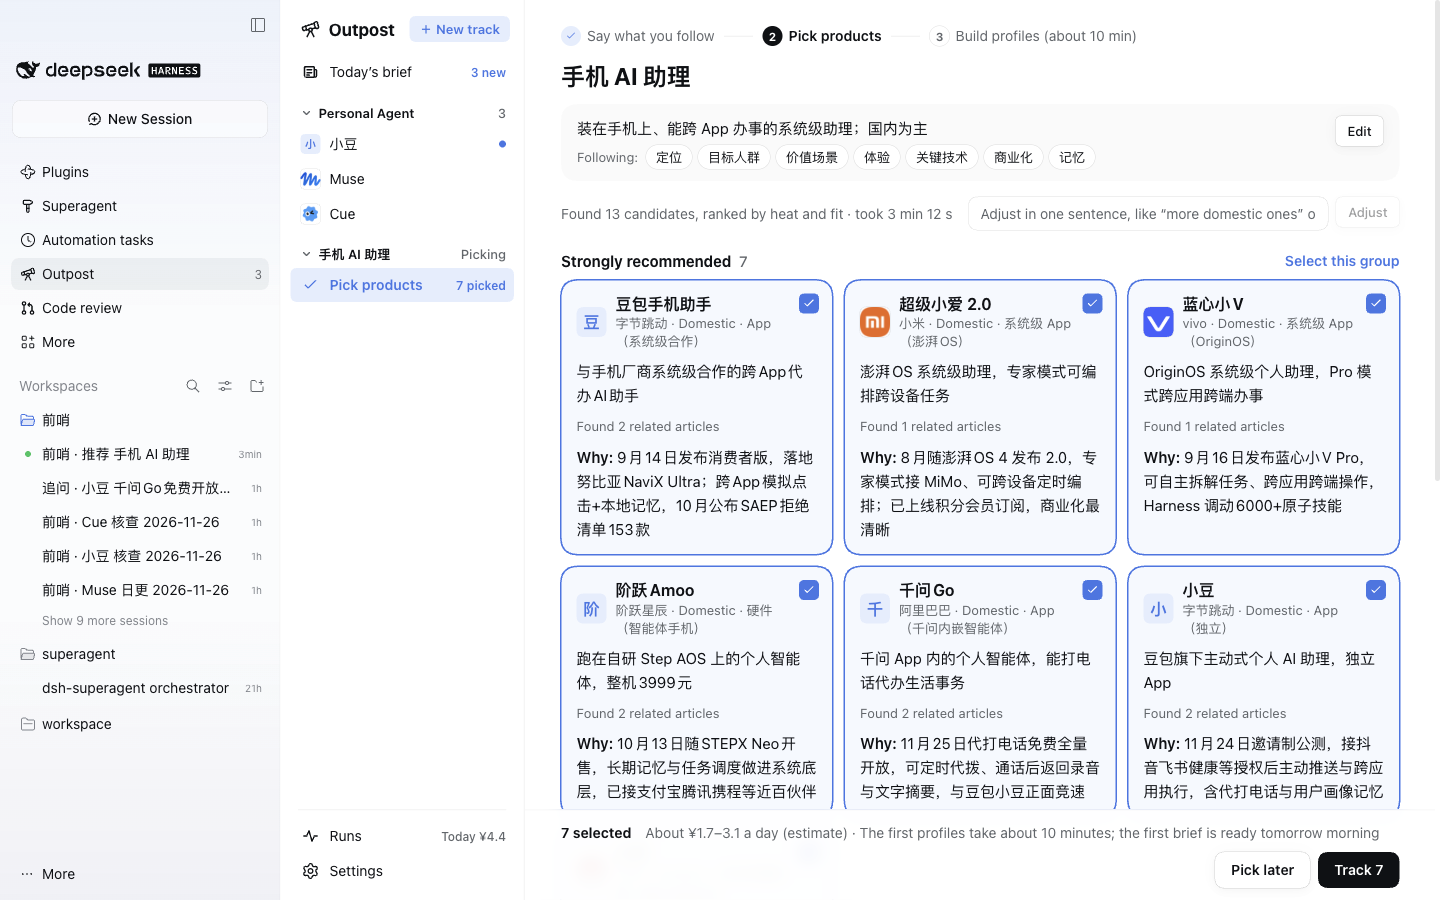 deepseek HARNESS
New Session
Plugins
Superagent
Automation tasks
Outpost 3
Code review
More
Workspaces
前哨
前哨 · 推荐 手机 AI 助理 3min
追问 · 小豆 千问Go免费开放... 1h
前哨 · Cue 核查 2026-11-26 1h
前哨 · 小豆 核查 2026-11-26 1h
前哨 · Muse 日更 2026-11-26 1h
Show 9 more sessions
superagent
dsh-superagent orchestrator 21h
workspace
More
Outpost
+ New track
Today's brief 3 new
Personal Agent 3
小 小豆
Muse
Cue
手机 AI 助理 Picking
Pick products 7 picked
Runs Today ¥4.4
Settings
Say what you follow 2 Pick products 3 Build profiles (about 10 min)
手机 AI 助理
装在手机上、能跨 App 办事的系统级助理；国内为主
Edit
Following: 定位 目标人群 价值场景 体验 关键技术 商业化 记忆
Found 13 candidates, ranked by heat and fit · took 3 min 12 s
Adjust in one sentence, like “more domestic ones” o
Adjust
Strongly recommended 7
Select this group
豆
豆包手机助手
字节跳动 · Domestic · App
（系统级合作）
与手机厂商系统级合作的跨App代
办AI助手
Found 2 related articles
Why: 9月14日发布消费者版，落地
努比亚NaviX Ultra；跨App模拟点
击+本地记忆，10月公布SAEP拒绝
清单153款
超级小爱 2.0
小米 · Domestic · 系统级 App
（澎湃OS）
澎湃OS 系统级助理，专家模式可编
排跨设备任务
Found 1 related articles
Why: 8月随澎湃OS 4 发布 2.0，专
家模式接 MiMo、可跨设备定时编
排；已上线积分会员订阅，商业化最
清晰
蓝心小V
vivo · Domestic · 系统级 App
（OriginOS）
OriginOS 系统级个人助理，Pro 模
式跨应用跨端办事
Found 1 related articles
Why: 9月16日发布蓝心小V Pro，
可自主拆解任务、跨应用跨端操作，
Harness 调动6000+原子技能
阶
阶跃Amoo
阶跃星辰 · Domestic · 硬件
（智能体手机）
跑在自研 Step AOS 上的个人智能
体，整机3999元
Found 2 related articles
Why: 10月13日随STEPX Neo开
售，长期记忆与任务调度做进系统底
层，已接支付宝腾讯携程等近百伙伴
千
千问Go
阿里巴巴 · Domestic · App
（千问内嵌智能体）
千问 App 内的个人智能体，能打电
话代办生活事务
Found 2 related articles
Why: 11月25日代打电话免费全量
开放，可定时代拨、通话后返回录音
与文字摘要，与豆包小豆正面竞速
小
小豆
字节跳动 · Domestic · App
（独立）
豆包旗下主动式个人 AI 助理，独立
App
Found 2 related articles
Why: 11月24日邀请制公测，接抖
音飞书健康等授权后主动推送与跨应
用执行，含代打电话与用户画像记忆
7 selected About ¥1.7–3.1 a day (estimate) · The first profiles take about 10 minutes; the first brief is ready tomorrow morning
Pick later
Track 7